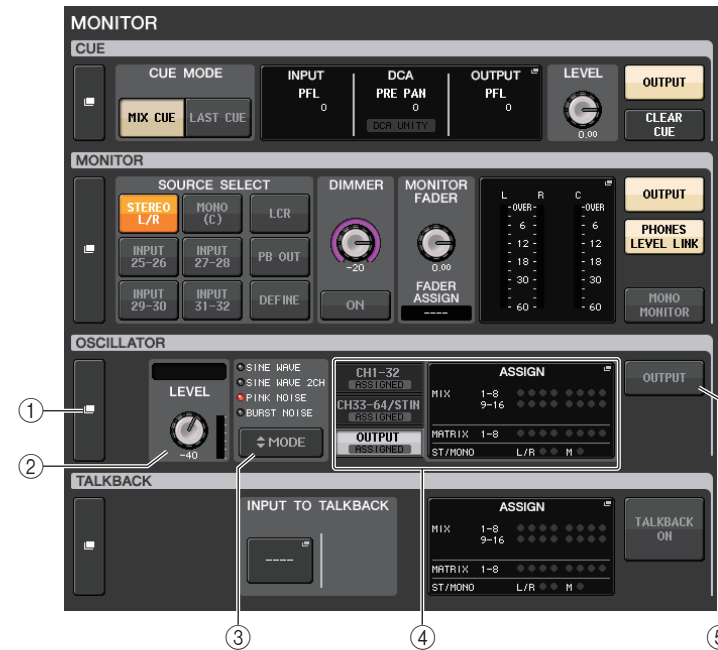 MONITOR
CUE
CUE MODE
MIX CUE
LAST CUE
INPUT
PFL
0
DCA
PRE PAN
0
DCA UNITY
OUTPUT
PFL
0
LEVEL
0.00
OUTPUT
CLEAR
CUE
MONITOR
SOURCE SELECT
STEREO
L/R
MONO
(C)
LCR
INPUT
25-26
INPUT
27-28
PB OUT
INPUT
29-30
INPUT
31-32
DEFINE
DIMMER
-20
ON
MONITOR
FADER
0.00
FADER
ASSIGN
----
L R C
-OVER- -OVER
- 6 - - 6
- 12 - - 12
- 18 - - 18
- 30 - - 30
- 60 - - 60
OUTPUT
PHONES
LEVEL LINK
MONO
MONITOR
OSCILLATOR
LEVEL
-40
SINE WAVE
SINE WAVE 2CH
PINK NOISE
BURST NOISE
MODE
CH1-32
ASSIGNED
CH33-64/STIN
ASSIGNED
OUTPUT
ASSIGNED
ASSIGN
MIX 1-8
9-16
MATRIX 1-8
ST/MONO L/R M
OUTPUT
TALKBACK
INPUT TO TALKBACK
----
ASSIGN
MIX 1-8
9-16
MATRIX 1-8
ST/MONO L/R M
TALKBACK
ON
①
②
③
④
⑤